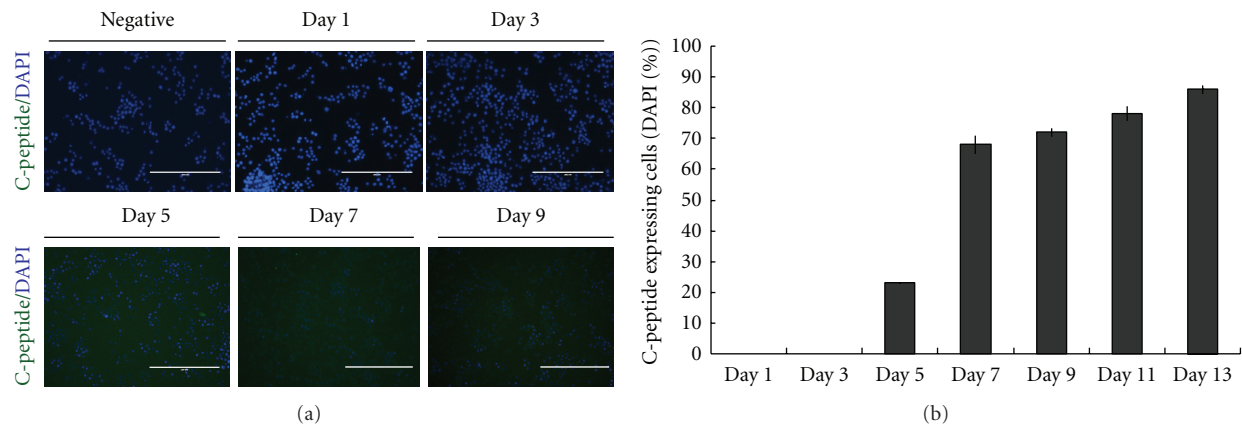 Negative
Day 1
Day 3
C-peptide/DAPI
Day 5
Day 7
Day 9
C-peptide/DAPI
(a)
C-peptide expressing cells (DAPI (%))
100
90
80
70
60
50
40
30
20
10
0
Day 1 Day 3 Day 5 Day 7 Day 9 Day 11 Day 13
(b)